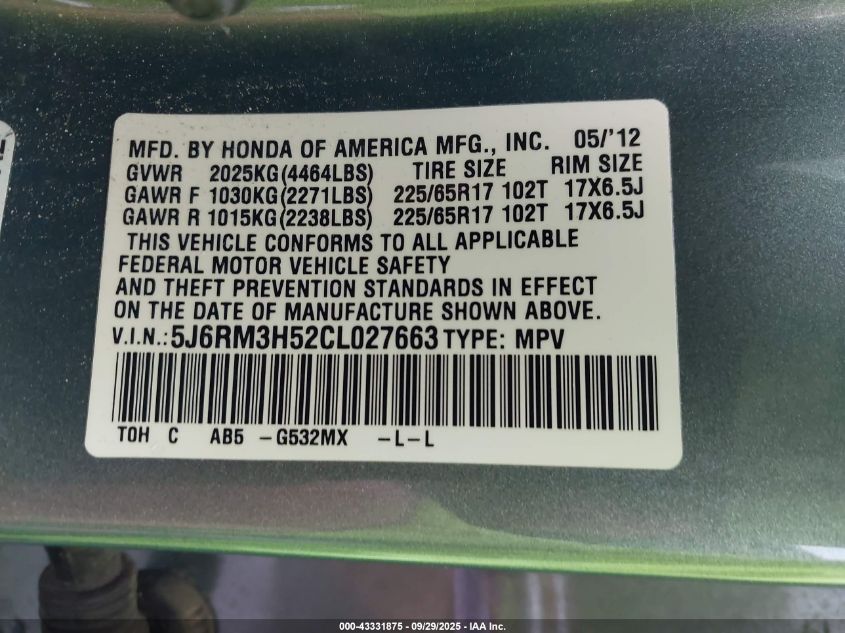 MFD. BY HONDA OF AMERICA MFG., INC. 05/'12
GVWR 2025KG(4464LBS) TIRE SIZE RIM SIZE
GAWR F 1030KG(2271LBS) 225/65R17 102T 17X6.5J
GAWR R 1015KG(2238LBS) 225/65R17 102T 17X6.5J
THIS VEHICLE CONFORMS TO ALL APPLICABLE
FEDERAL MOTOR VEHICLE SAFETY
AND THEFT PREVENTION STANDARDS IN EFFECT
ON THE DATE OF MANUFACTURE SHOWN ABOVE.
V.I.N.:5J6RM3H52CL027663 TYPE: MPV
TOH C AB5 -G532MX -L-L
000-43331875 - 09/29/2025 - IAA Inc.